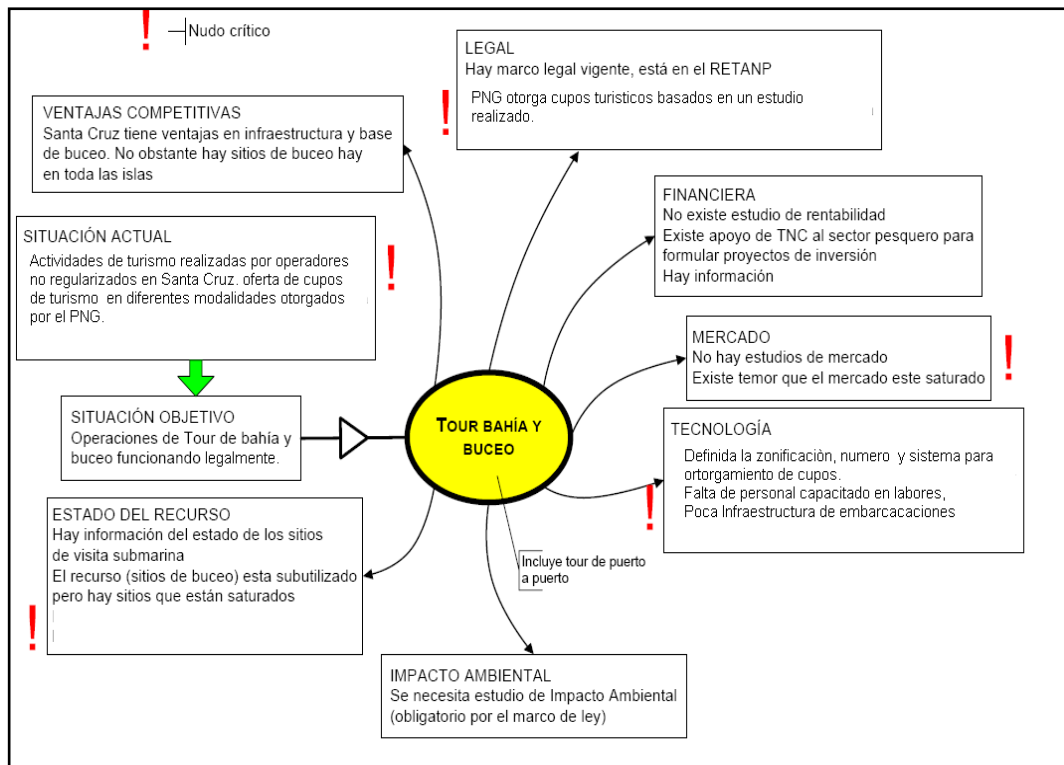 ! Nudo crítico
LEGAL
Hay marco legal vigente, está en el RETANP
! PNG otorga cupos turisticos basados en un estudio
realizado.
VENTAJAS COMPETITIVAS
Santa Cruz tiene ventajas en infraestructura y base
de buceo. No obstante hay sitios de buceo hay
en toda las islas
FINANCIERA
No existe estudio de rentabilidad
Existe apoyo de TNC al sector pesquero para
formular proyectos de inversión
Hay información
SITUACIÓN ACTUAL
Actividades de turismo realizadas por operadores
no regularizados en Santa Cruz. oferta de cupos
de turismo en diferentes modalidades otorgados
por el PNG.
!
MERCADO
No hay estudios de mercado
Existe temor que el mercado este saturado
!
SITUACIÓN OBJETIVO
Operaciones de Tour de bahía y
buceo funcionando legalmente.
TOUR BAHÍA Y
BUCEO
TECNOLOGÍA
Definida la zonificaciòn, numero y sistema para
ortorgamiento de cupos.
Falta de personal capacitado en labores,
Poca Infraestructura de embarcacaciones
!
ESTADO DEL RECURSO
Hay información del estado de los sitios
de visita submarina
El recurso (sitios de buceo) esta subutilizado
pero hay sitios que están saturados
!
Incluye tour de puerto
a puerto
IMPACTO AMBIENTAL
Se necesita estudio de Impacto Ambiental
(obligatorio por el marco de ley)